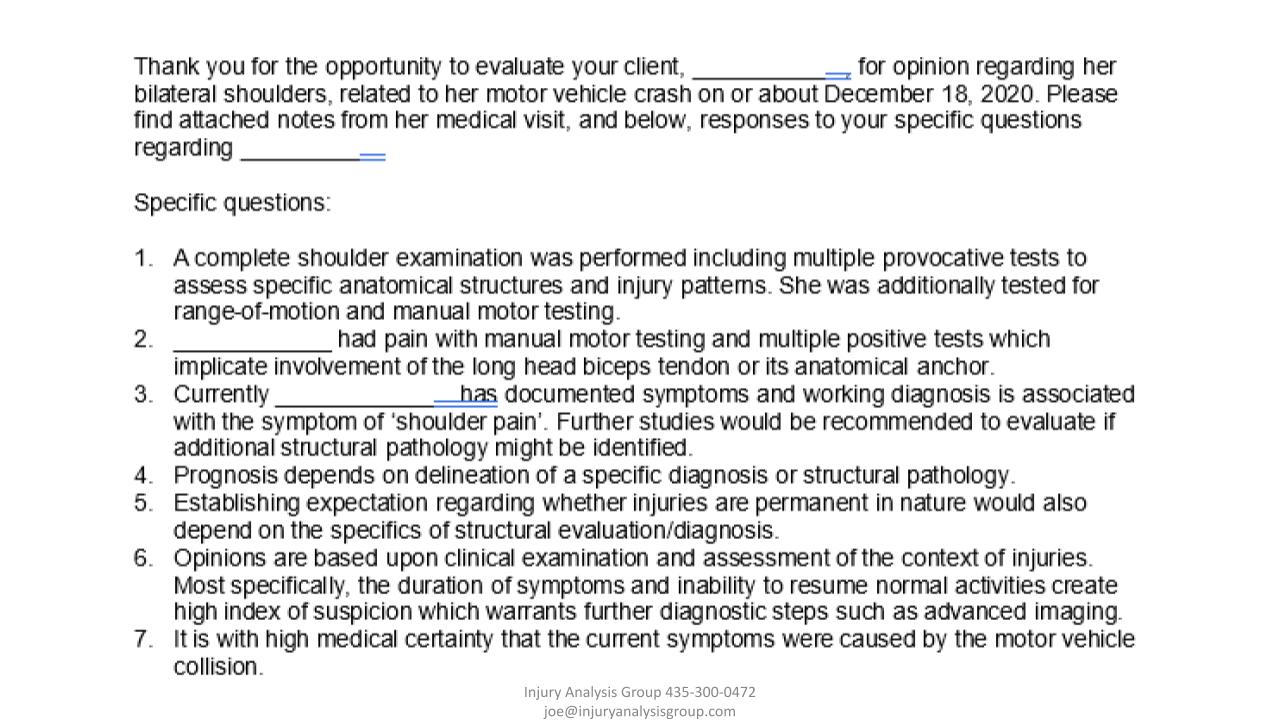 Thank you for the opportunity to evaluate your client, ____________, for opinion regarding her
bilateral shoulders, related to her motor vehicle crash on or about December 18, 2020. Please
find attached notes from her medical visit, and below, responses to your specific questions
regarding ___________
Specific questions:
1. A complete shoulder examination was performed including multiple provocative tests to
assess specific anatomical structures and injury patterns. She was additionally tested for
range-of-motion and manual motor testing.
2. ____________ had pain with manual motor testing and multiple positive tests which
implicate involvement of the long head biceps tendon or its anatomical anchor.
3. Currently ______________has documented symptoms and working diagnosis is associated
with the symptom of ‘shoulder pain’. Further studies would be recommended to evaluate if
additional structural pathology might be identified.
4. Prognosis depends on delineation of a specific diagnosis or structural pathology.
5. Establishing expectation regarding whether injuries are permanent in nature would also
depend on the specifics of structural evaluation/diagnosis.
6. Opinions are based upon clinical examination and assessment of the context of injuries.
Most specifically, the duration of symptoms and inability to resume normal activities create
high index of suspicion which warrants further diagnostic steps such as advanced imaging.
7. It is with high medical certainty that the current symptoms were caused by the motor vehicle
collision.
Injury Analysis Group 435-300-0472
joe@injuryanalysisgroup.com